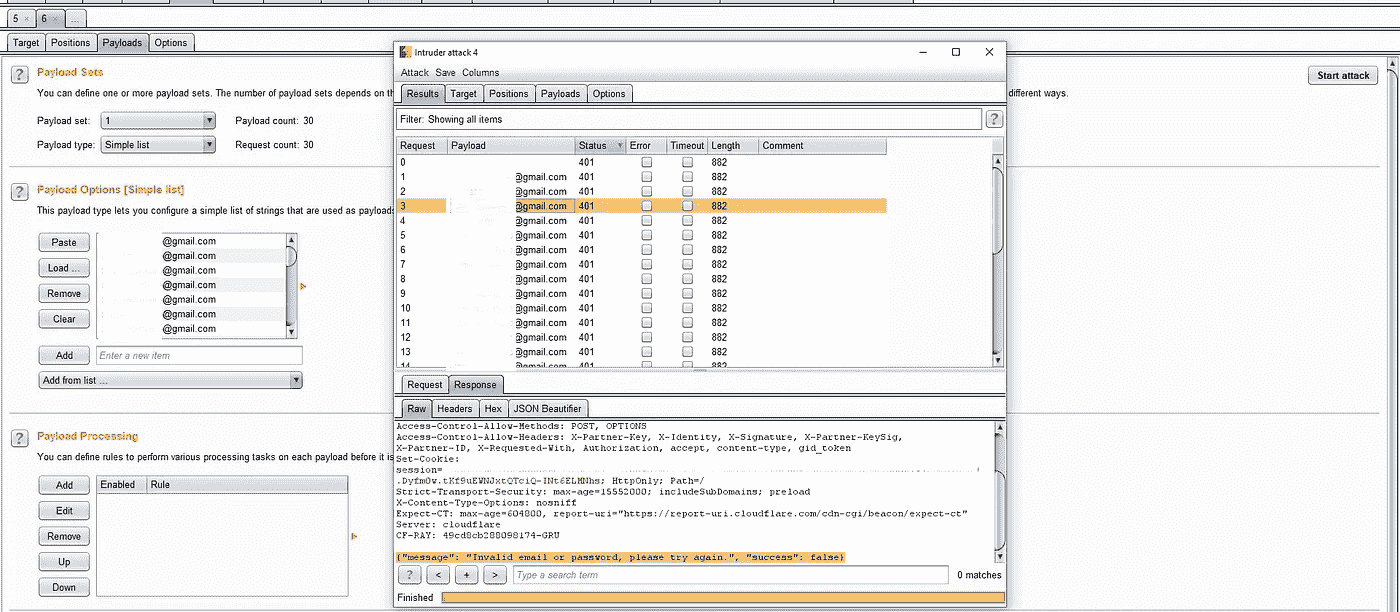 5 × 6 × ...
Target Positions Payloads Options
? Payload Sets
Start attack
You can define one or more payload sets. The number of payload sets depends on th
different ways.
Payload set: 1 Payload count: 30
Payload type: Simple list Request count: 30
? Payload Options [Simple list]
This payload type lets you configure a simple list of strings that are used as payload
Paste
Load ...
Remove
Clear
@gmail.com
@gmail.com
@gmail.com
@gmail.com
@gmail.com
@gmail.com
@gmail.com
Add Enter a new item
Add from list ...
? Payload Processing
You can define rules to perform various processing tasks on each payload before it is
Add
Edit
Remove
Up
Down
Enabled Rule
Intruder attack 4
Attack Save Columns
Results Target Positions Payloads Options
Filter: Showing all items ?
Request Payload Status Error Timeout Length Comment
0 401 882
1 @gmail.com 401 882
2 @gmail.com 401 882
3 @gmail.com 401 882
4 @gmail.com 401 882
5 @gmail.com 401 882
6 @gmail.com 401 882
7 @gmail.com 401 882
8 @gmail.com 401 882
9 @gmail.com 401 882
10 @gmail.com 401 882
11 @gmail.com 401 882
12 @gmail.com 401 882
13 @gmail.com 401 882
14 @gmail.com 401 882
Request Response
Raw Headers Hex JSON Beautifier
Access-Control-Allow-Methods: POST, OPTIONS
Access-Control-Allow-Headers: X-Partner-Key, X-Identity, X-Signature, X-Partner-KeySig,
X-Partner-ID, X-Requested-With, Authorization, accept, content-type, gid_token
Set-Cookie:
session=
HttpOnly; Path=/
Strict-Transport-Security: max-age=15552000; includeSubDomains; preload
X-Content-Type-Options: nosniff
Expect-CT: max-age=604800, report-uri="https://report-uri.cloudflare.com/cdn-cgi/beacon/expect-ct"
Server: cloudflare
CF-RAY: 49cd8cb288098174-GRU
{"message": "Invalid email or password, please try again.", "success": false}
? < + > Type a search term 0 matches
Finished